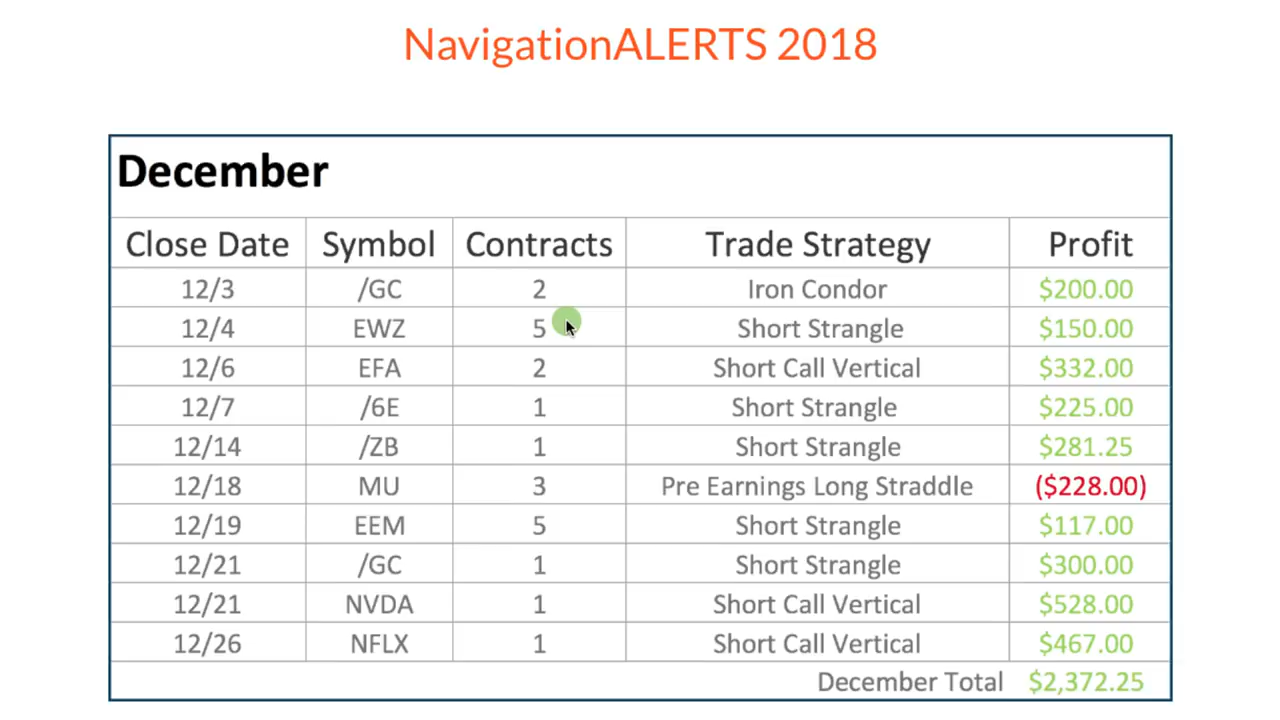 NavigationALERTS 2018
December
Close Date Symbol Contracts Trade Strategy Profit
12/3 /GC 2 Iron Condor $200.00
12/4 EWZ 5 Short Strangle $150.00
12/6 EFA 2 Short Call Vertical $332.00
12/7 /6E 1 Short Strangle $225.00
12/14 /ZB 1 Short Strangle $281.25
12/18 MU 3 Pre Earnings Long Straddle ($228.00)
12/19 EEM 5 Short Strangle $117.00
12/21 /GC 1 Short Strangle $300.00
12/21 NVDA 1 Short Call Vertical $528.00
12/26 NFLX 1 Short Call Vertical $467.00
December Total $2,372.25